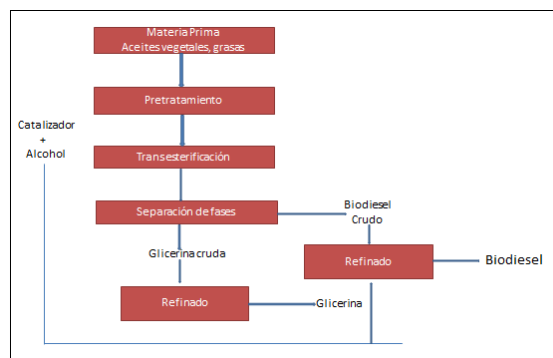 Materia Prima
Aceites vegetales, grasas
Pretratamiento
Catalizador
+
Alcohol
Transesterificación
Separación de fases
Biodiesel
Crudo
Glicerina cruda
Refinado
Biodiesel
Refinado
Glicerina